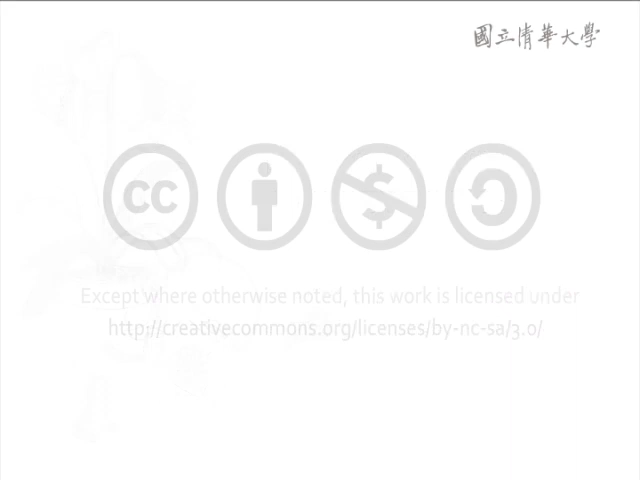 國立清華大學
cc
Except where otherwise noted, this work is licensed under
http://creativecommons.org/licenses/by-nc-sa/3.0/